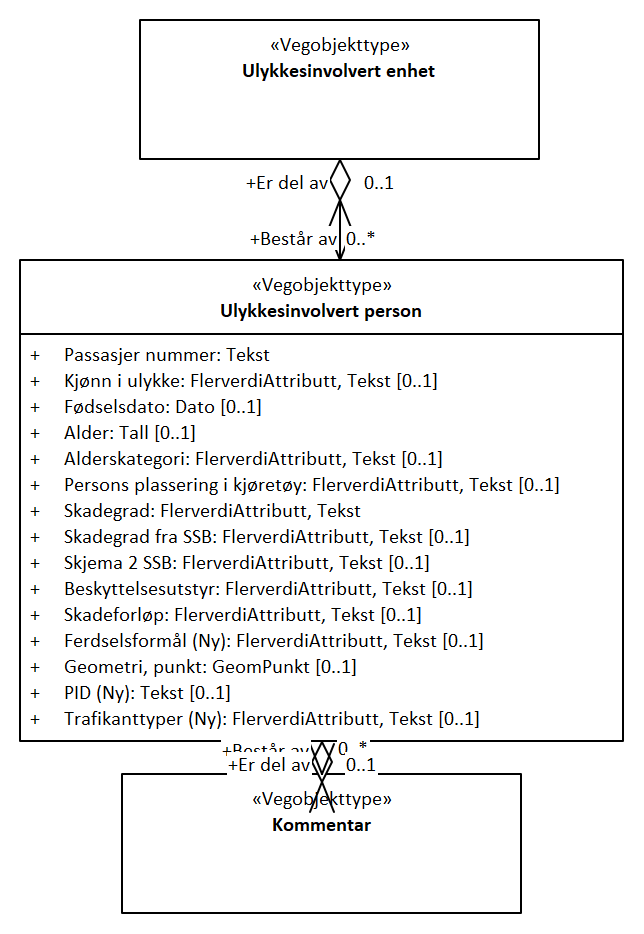 «Vegobjekttype»
Ulykkesinvolvert enhet
+Er del av 0..1
+Består av 0..*
«Vegobjekttype»
Ulykkesinvolvert person
+ Passasjer nummer: Tekst
+ Kjønn i ulykke: FlerverdiAttributt, Tekst [0..1]
+ Fødselsdato: Dato [0..1]
+ Alder: Tall [0..1]
+ Alderskategori: FlerverdiAttributt, Tekst [0..1]
+ Persons plassering i kjøretøy: FlerverdiAttributt, Tekst [0..1]
+ Skadegrad: FlerverdiAttributt, Tekst
+ Skadegrad fra SSB: FlerverdiAttributt, Tekst [0..1]
+ Skjema 2 SSB: FlerverdiAttributt, Tekst [0..1]
+ Beskyttelsesutstyr: FlerverdiAttributt, Tekst [0..1]
+ Skadeforløp: FlerverdiAttributt, Tekst [0..1]
+ Ferdselsformål (Ny): FlerverdiAttributt, Tekst [0..1]
+ Geometri, punkt: GeomPunkt [0..1]
+ PID (Ny): Tekst [0..1]
+ Trafikanttyper (Ny): FlerverdiAttributt, Tekst [0..1]
+Består av 0..*
+Er del av 0..1
«Vegobjekttype»
Kommentar